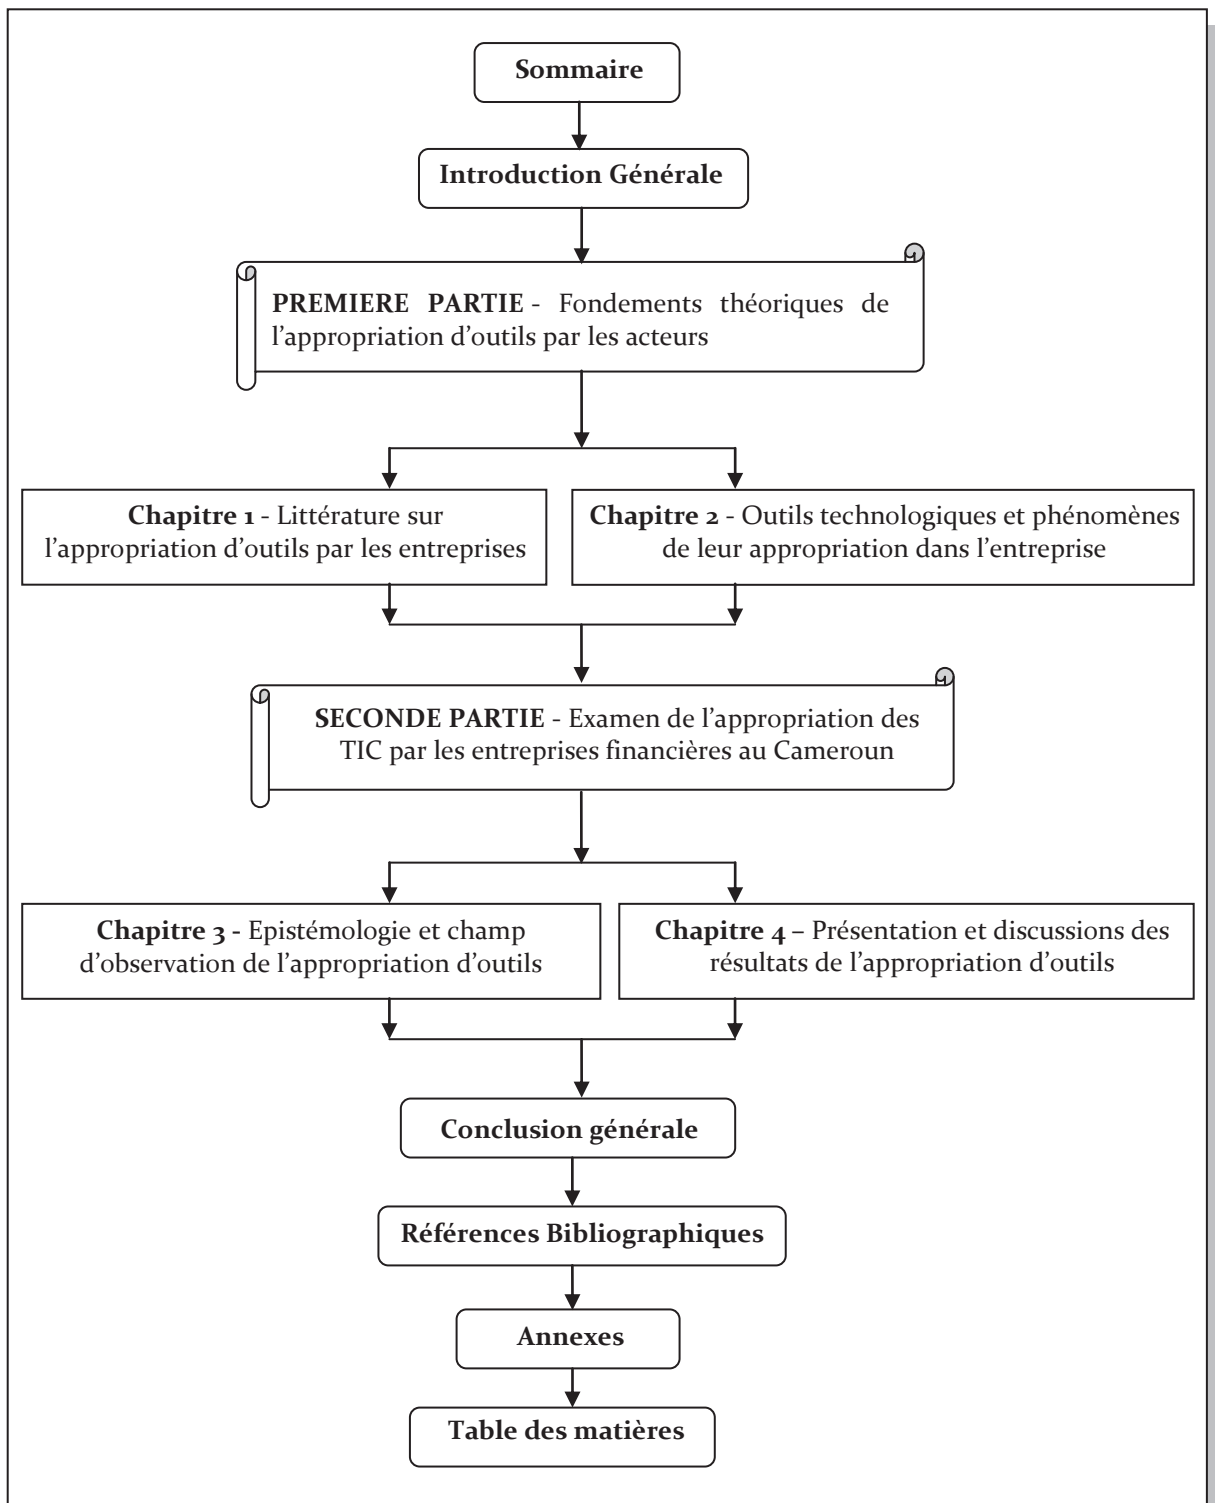 Sommaire
Introduction Générale
PREMIERE PARTIE - Fondements théoriques de
l’appropriation d’outils par les acteurs
Chapitre 1 - Littérature sur
l’appropriation d’outils par les entreprises
Chapitre 2 - Outils technologiques et phénomènes
de leur appropriation dans l’entreprise
SECONDE PARTIE - Examen de l’appropriation des
TIC par les entreprises financières au Cameroun
Chapitre 3 - Epistémologie et champ
d’observation de l’appropriation d’outils
Chapitre 4 – Présentation et discussions des
résultats de l’appropriation d’outils
Conclusion générale
Références Bibliographiques
Annexes
Table des matières